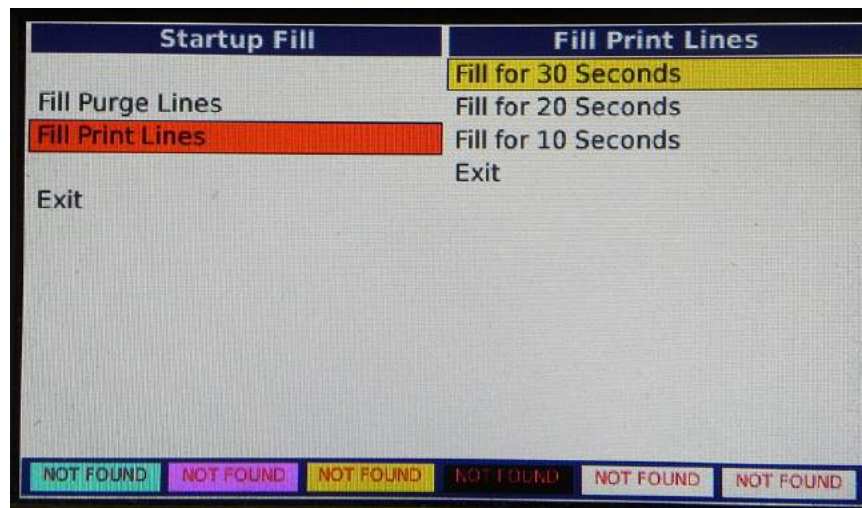 Startup Fill
Fill Print Lines
Fill for 30 Seconds
Fill Purge Lines
Fill for 20 Seconds
Fill Print Lines
Fill for 10 Seconds
Exit
Exit
NOT FOUND NOT FOUND NOT FOUND NOT FOUND NOT FOUND NOT FOUND